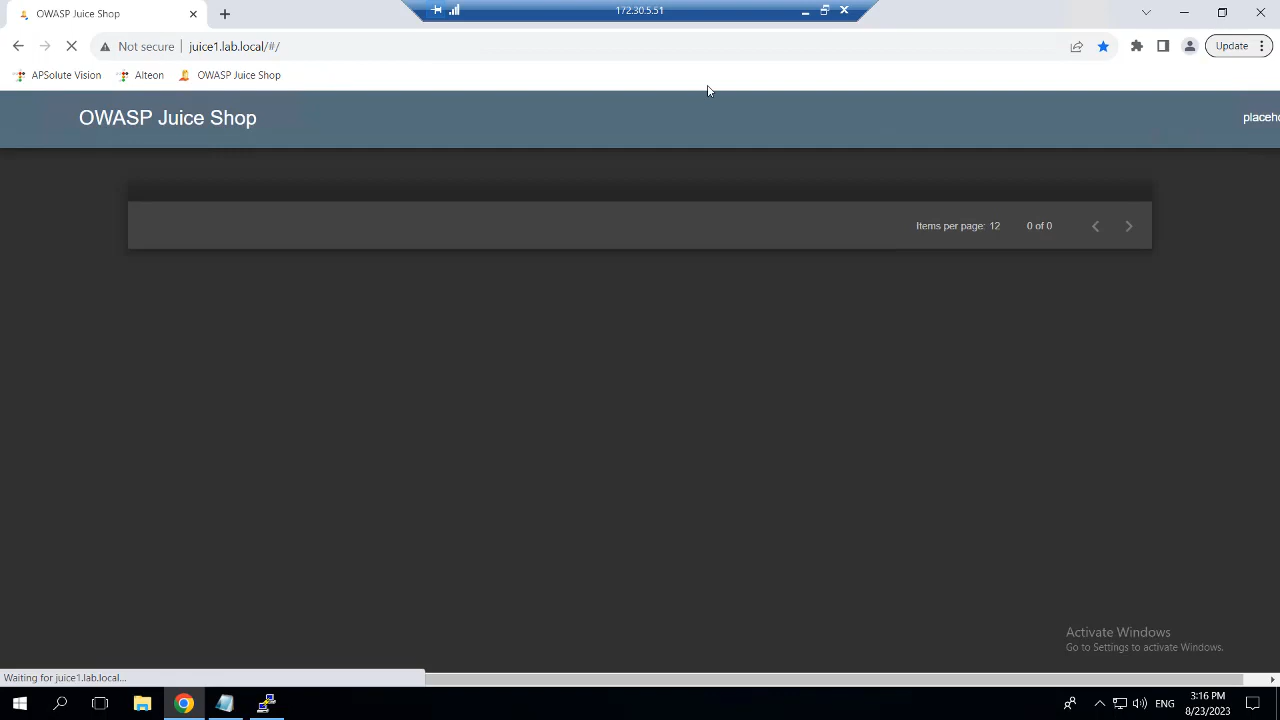 OWASP Juice Shop
172.30.5.51
Not secure
juice1.lab.local/#/
Update
APSolute Vision
Alteon
OWASP Juice Shop
OWASP Juice Shop
placeho
Items per page: 12
0 of 0
Activate Windows
Go to Settings to activate Windows.
Waiting for juice1.lab.local...
ENG
3:16 PM
8/23/2023